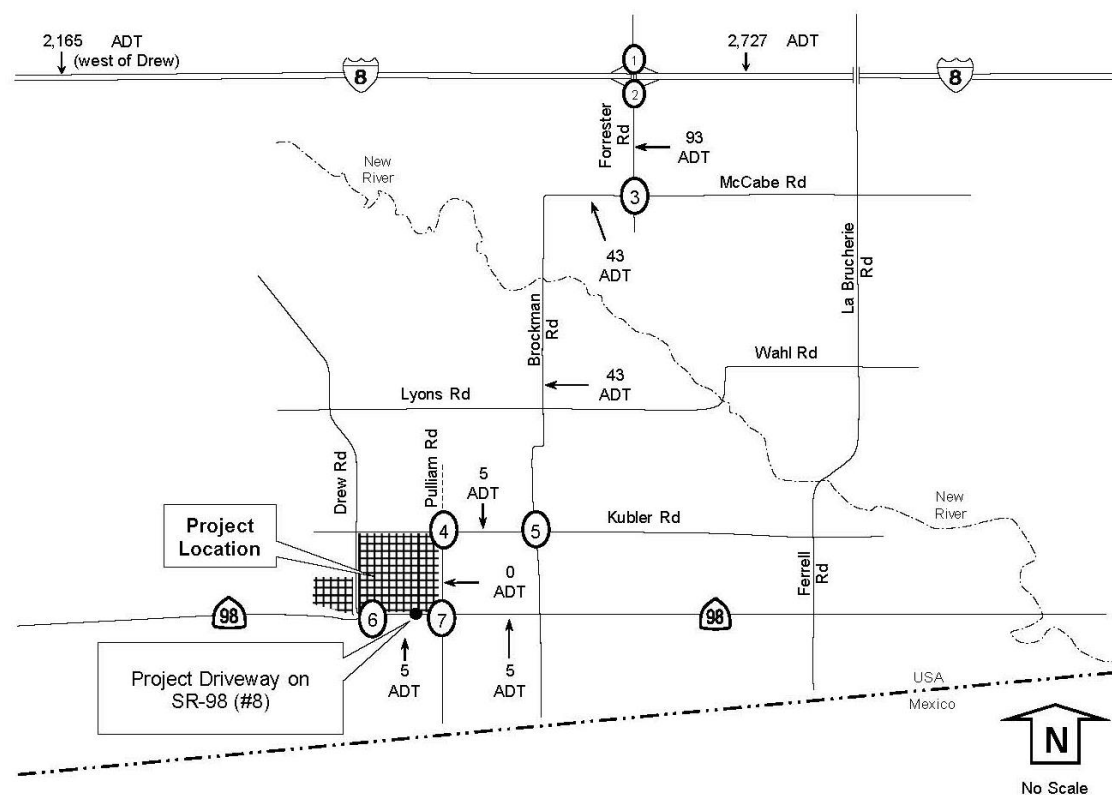 2,165 ADT
(west of Drew)
2,727 ADT
8
8
1
2
Forrester
Rd
93
ADT
New
River
3
McCabe Rd
43
ADT
La Brucherie
Rd
Brockman
Rd
Wahl Rd
43
ADT
Lyons Rd
Drew Rd
Pulliam Rd
5
ADT
Project
Location
4
5
Kubler Rd
New
River
0
ADT
Ferrell
Rd
98
6
7
98
Project Driveway on
SR-98 (#8)
5
ADT
5
ADT
USA
Mexico
N
No Scale